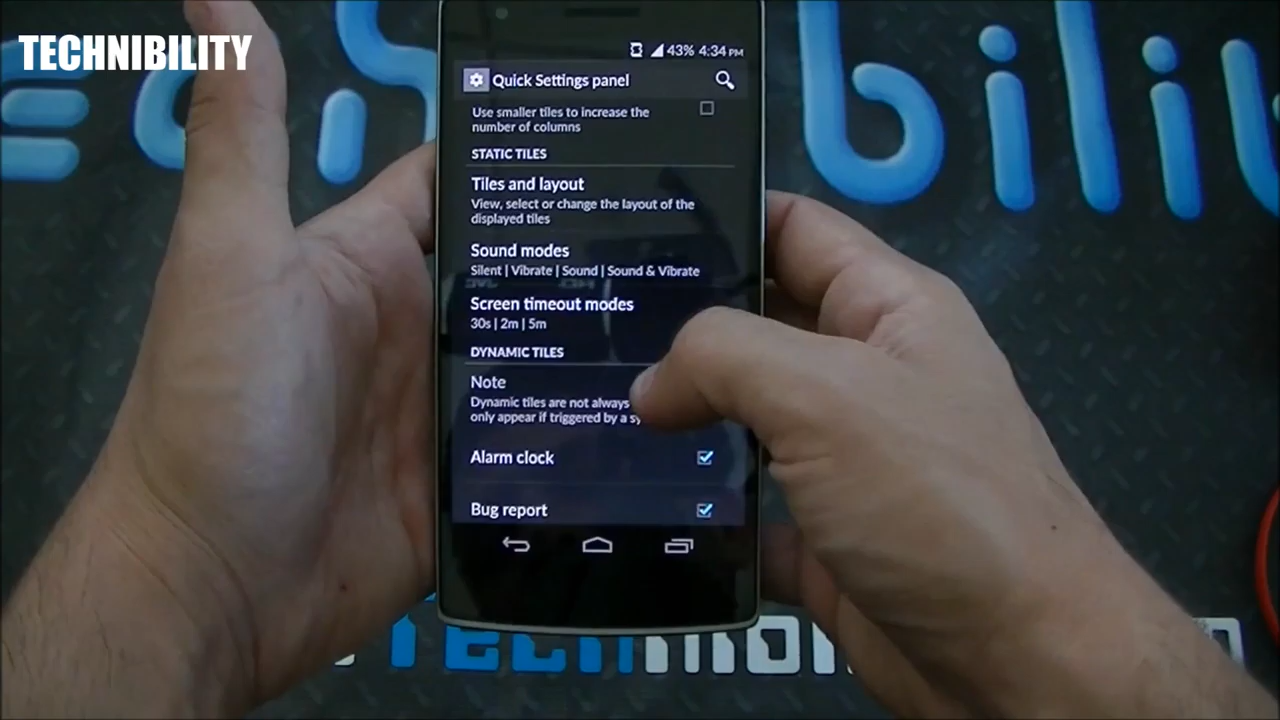 TECHNIBILITY
43% 4:34 PM
Quick Settings panel
Use smaller tiles to increase the
number of columns
STATIC TILES
Tiles and layout
View, select or change the layout of the
displayed tiles
Sound modes
Silent | Vibrate | Sound | Sound & Vibrate
Screen timeout modes
30s | 2m | 5m
DYNAMIC TILES
Note
Dynamic tiles are not always
only appear if triggered by a
Alarm clock
Bug report